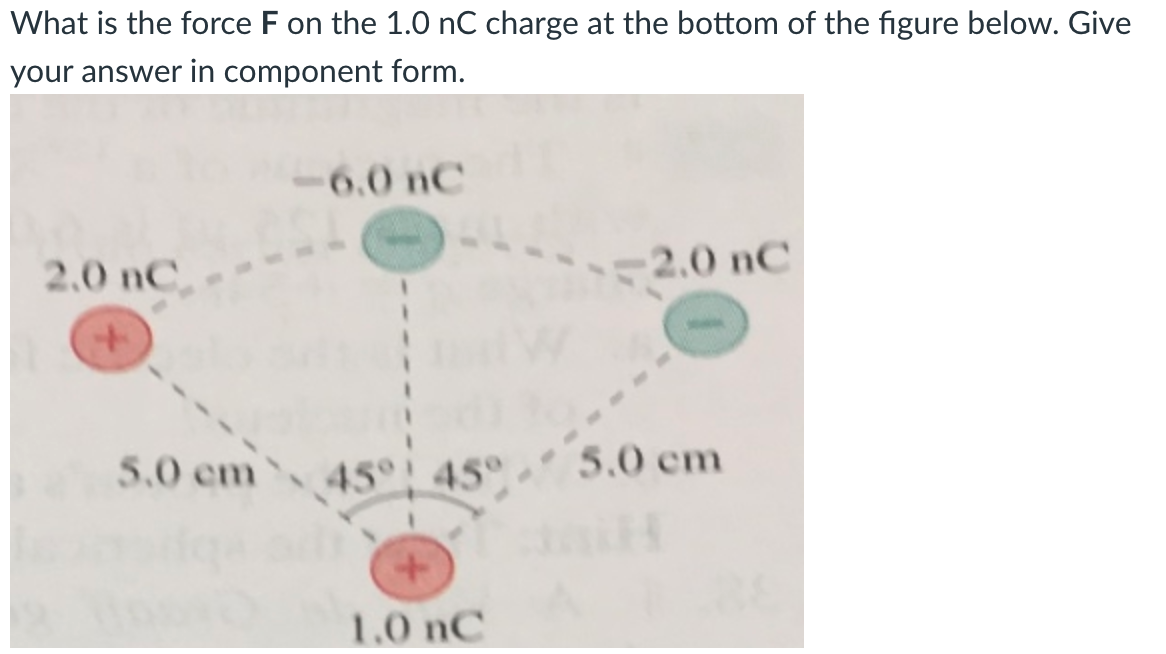 What is the force F on the 1.0 nC charge at the bottom of the figure below. Give
your answer in component form.
−6.0 nC
2.0 nC
−2.0 nC
5.0 cm
45°
45°
5.0 cm
1.0 nC